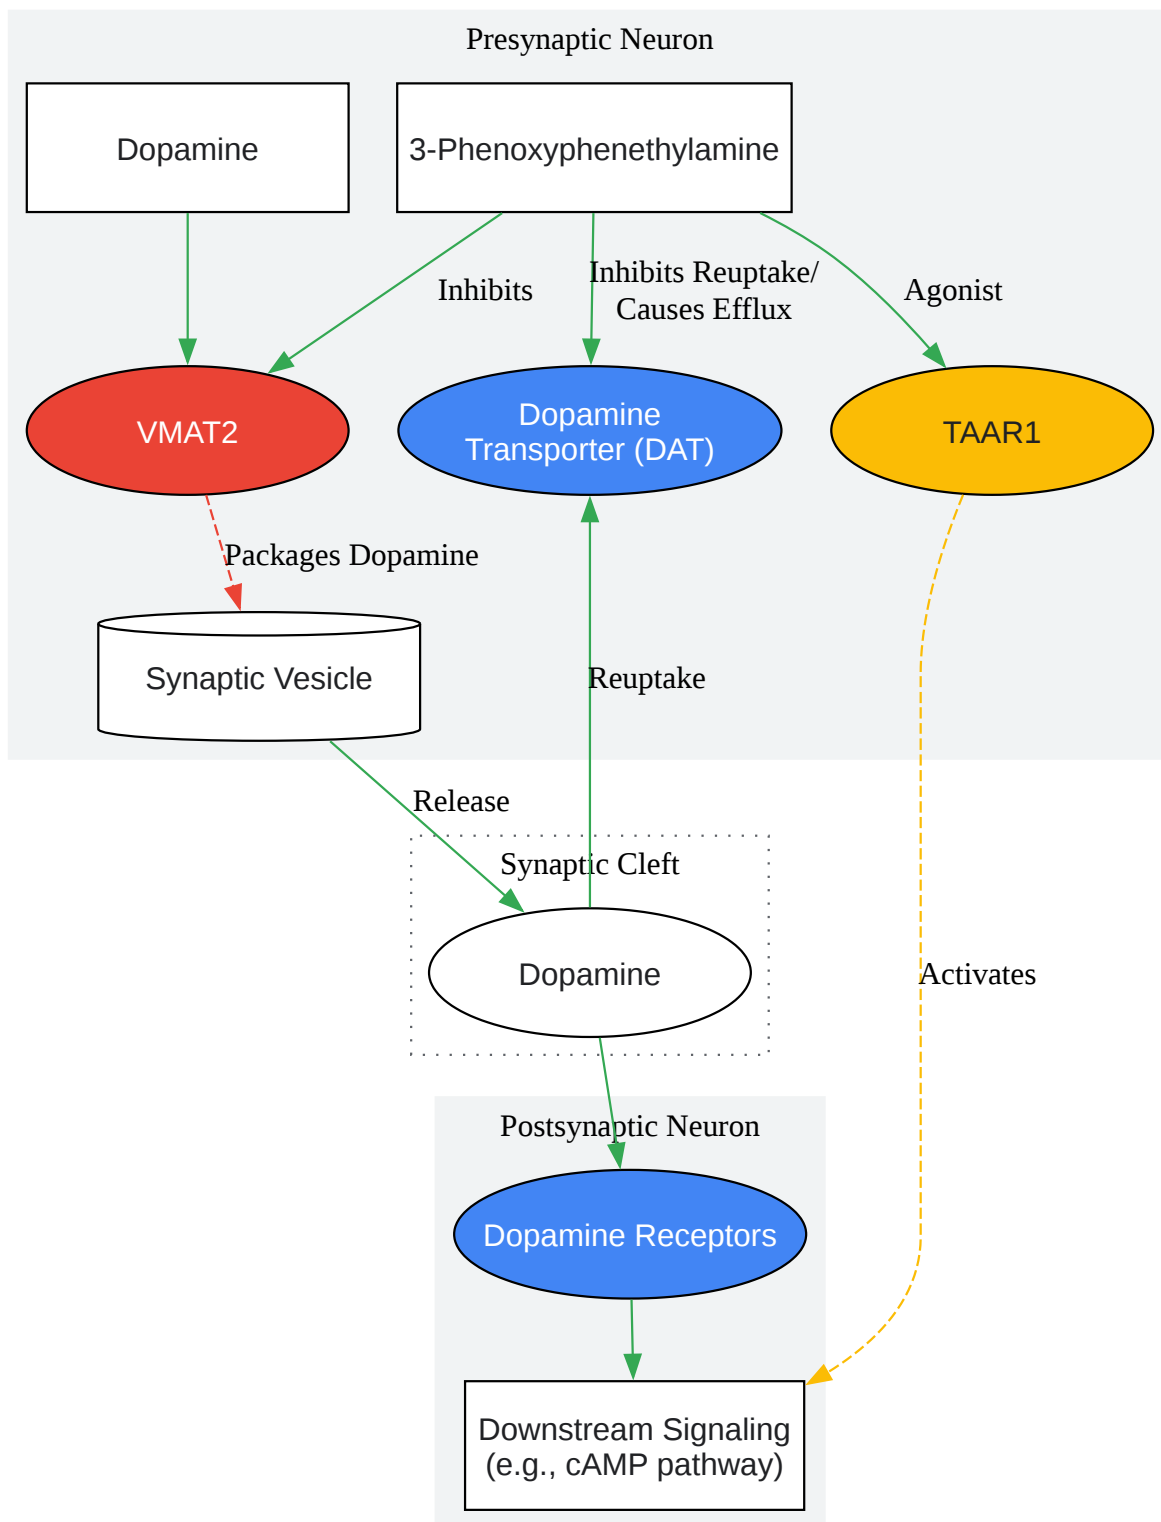 Presynaptic Neuron
Dopamine
3-Phenoxyphenethylamine
Inhibits
Inhibits Reuptake/
Causes Efflux
Agonist
VMAT2
Dopamine
Transporter (DAT)
TAAR1
Packages Dopamine
Synaptic Vesicle
Reuptake
Release
Synaptic Cleft
Dopamine
Activates
Postsynaptic Neuron
Dopamine Receptors
Downstream Signaling
(e.g., cAMP pathway)